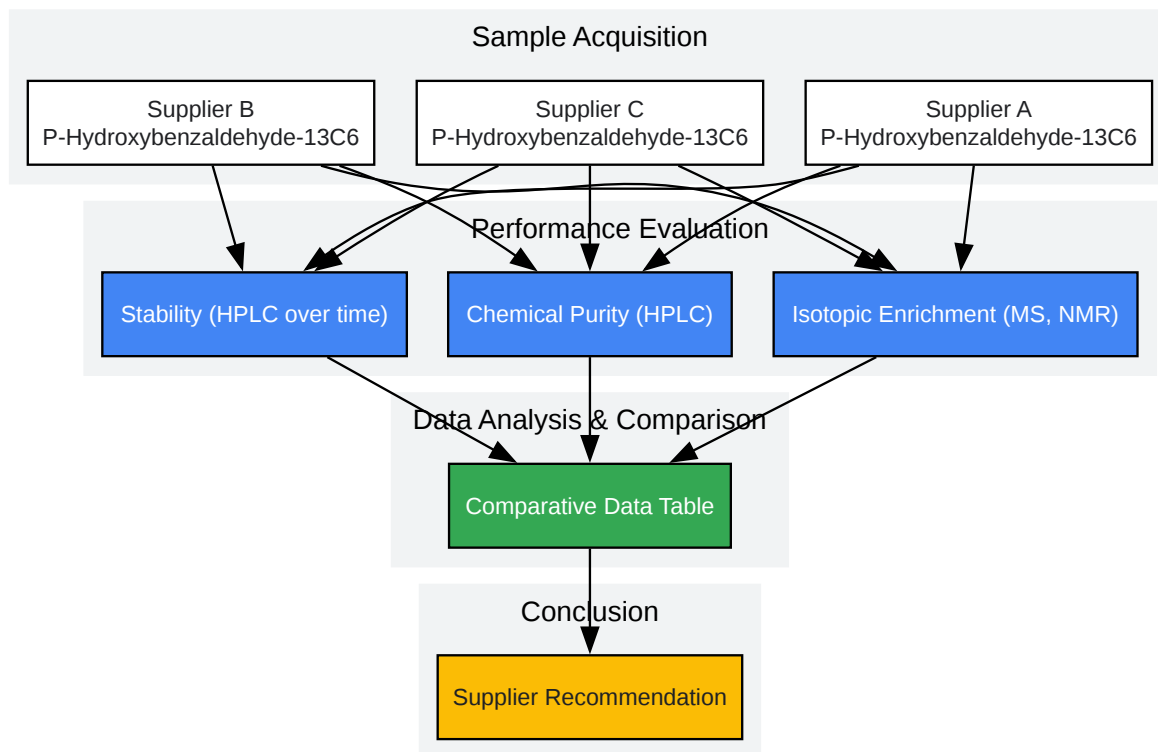 Sample Acquisition
Supplier B
P-Hydroxybenzaldehyde-13C6
Supplier C
P-Hydroxybenzaldehyde-13C6
Supplier A
P-Hydroxybenzaldehyde-13C6
Performance Evaluation
Stability (HPLC over time)
Chemical Purity (HPLC)
Isotopic Enrichment (MS, NMR)
Data Analysis & Comparison
Comparative Data Table
Conclusion
Supplier Recommendation